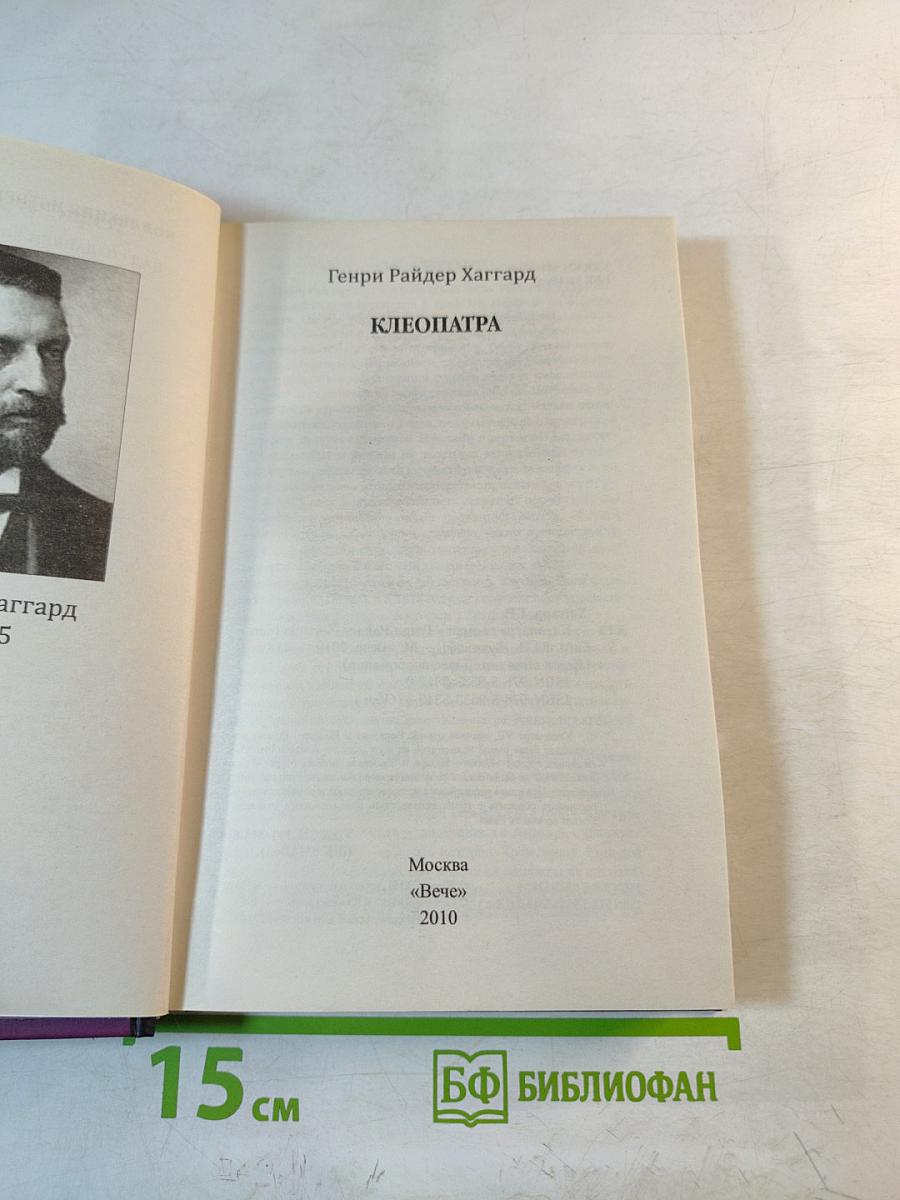 аггард
5
Генри Райдер Хаггард
КЛЕОПАТРА
Москва
«Вече»
2010
15 см
БФ БИБЛИОФАН